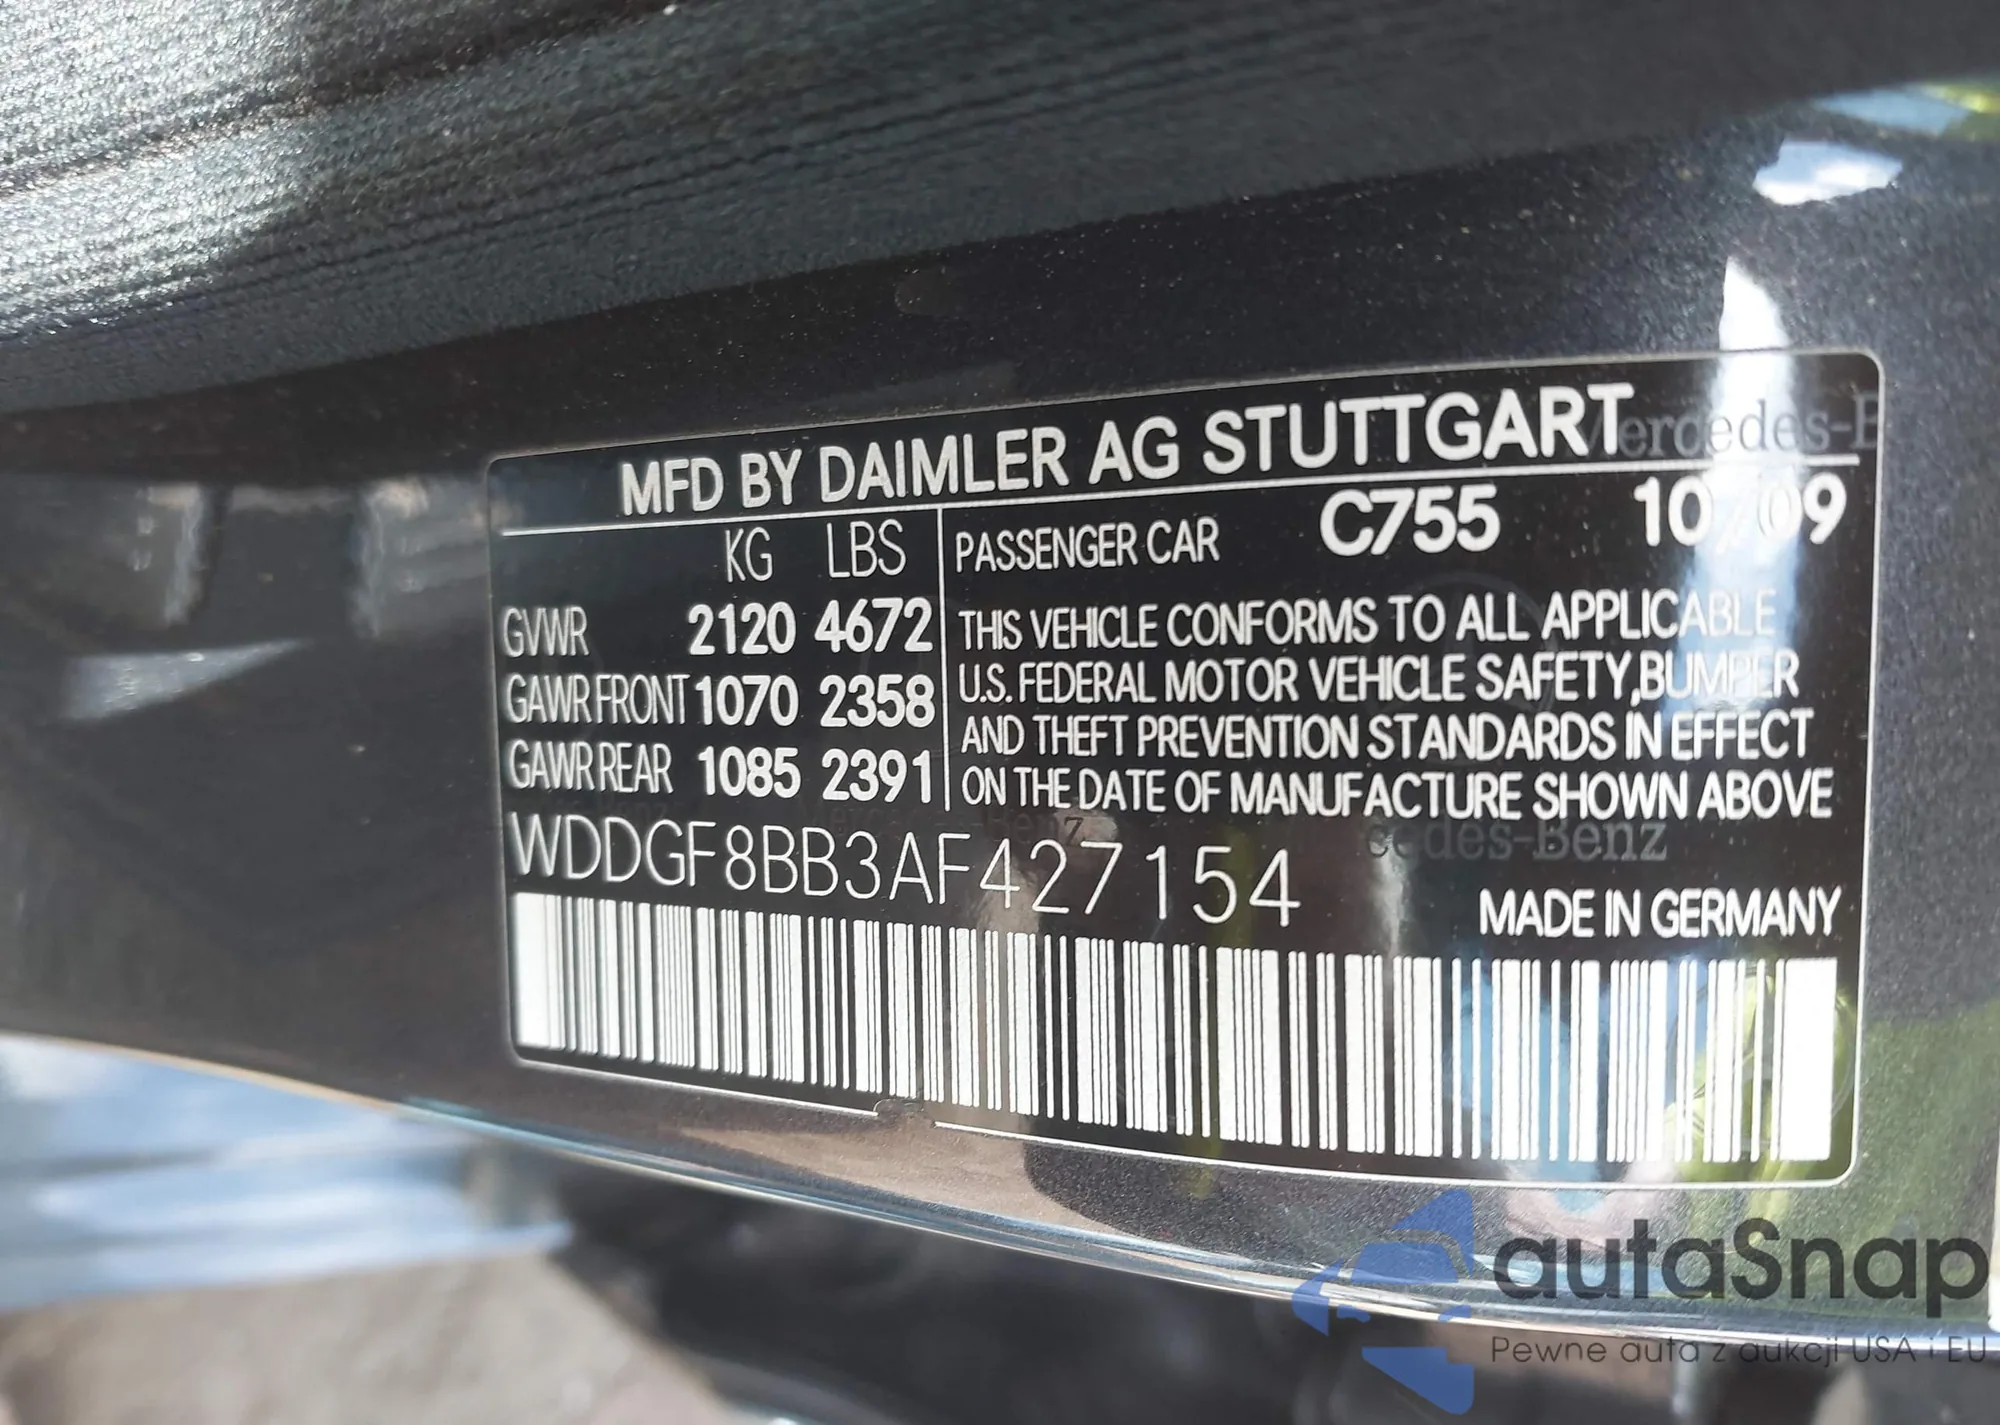 MFD BY DAIMLER AG STUTTGART
Mercedes-B
KG LBS
PASSENGER CAR C755 10/09
GVWR 2120 4672
GAWR FRONT 1070 2358
GAWR REAR 1085 2391
THIS VEHICLE CONFORMS TO ALL APPLICABLE
U.S. FEDERAL MOTOR VEHICLE SAFETY,BUMPER
AND THEFT PREVENTION STANDARDS IN EFFECT
ON THE DATE OF MANUFACTURE SHOWN ABOVE
cedes-Benz
WDDGF8BB3AF427154
MADE IN GERMANY
autaSnap
Pewne auta z aukcji USA i EU